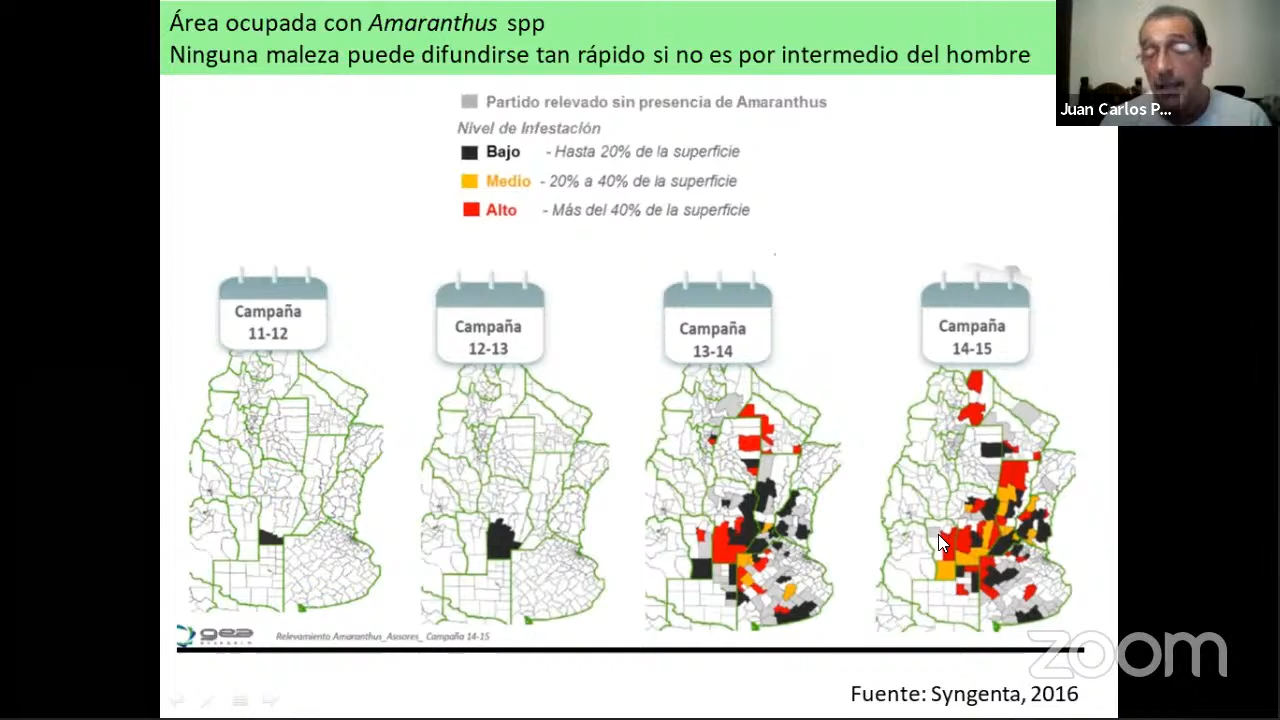 Área ocupada con Amaranthus spp
Ninguna maleza puede difundirse tan rápido si no es por intermedio del hombre
Juan Carlos P...
Partido relevado sin presencia de Amaranthus
Nivel de Infestación
Bajo - Hasta 20% de la superficie
Medio - 20% a 40% de la superficie
Alto - Más del 40% de la superficie
Campaña
11-12
Campaña
12-13
Campaña
13-14
Campaña
14-15
gea
Relevamiento Amaranthus_Asesores_ Campaña 14-15
zoom
Fuente: Syngenta, 2016